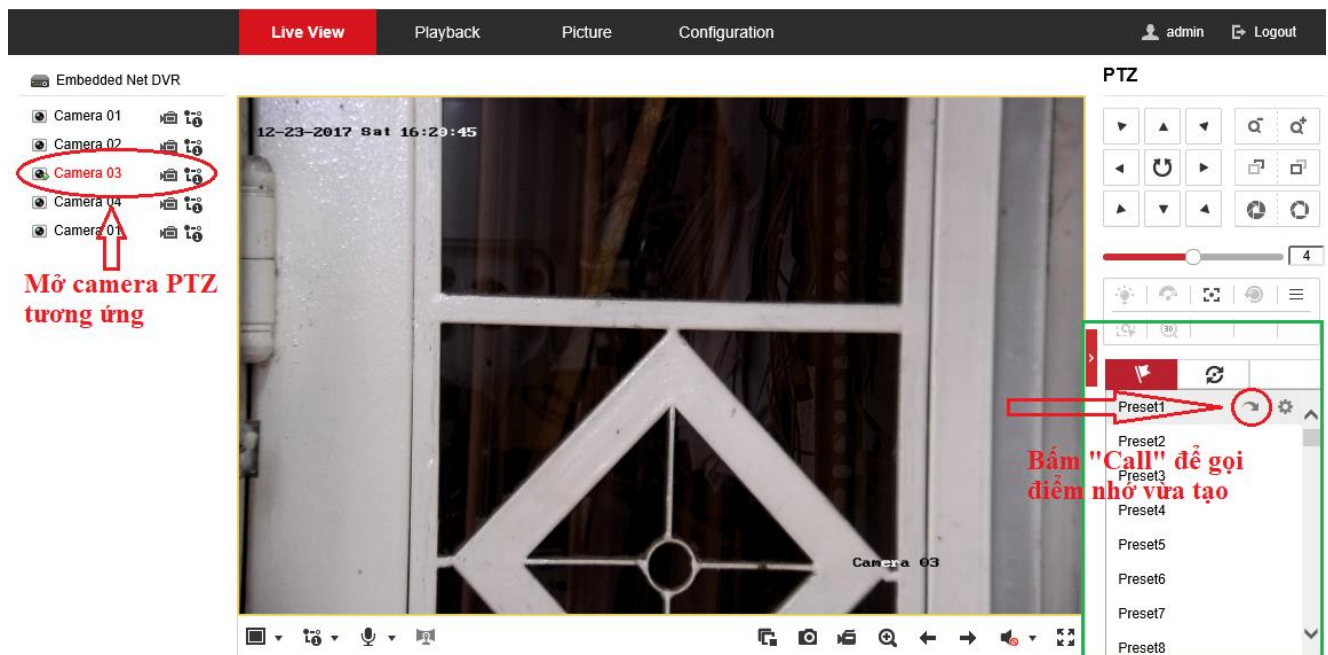 Live View
Playback
Picture
Configuration
admin
Logout
Embedded Net DVR
Camera 01
Camera 02
Camera 03
Camera 04
Camera 01
Mở camera PTZ
tương ứng
12-23-2017 Sat 16:20:45
Camera 03
PTZ
4
3D
Preset1
Preset2
Preset3
Preset4
Preset5
Preset6
Preset7
Preset8
Bấm "Call" để gọi
điểm nhớ vừa tạo